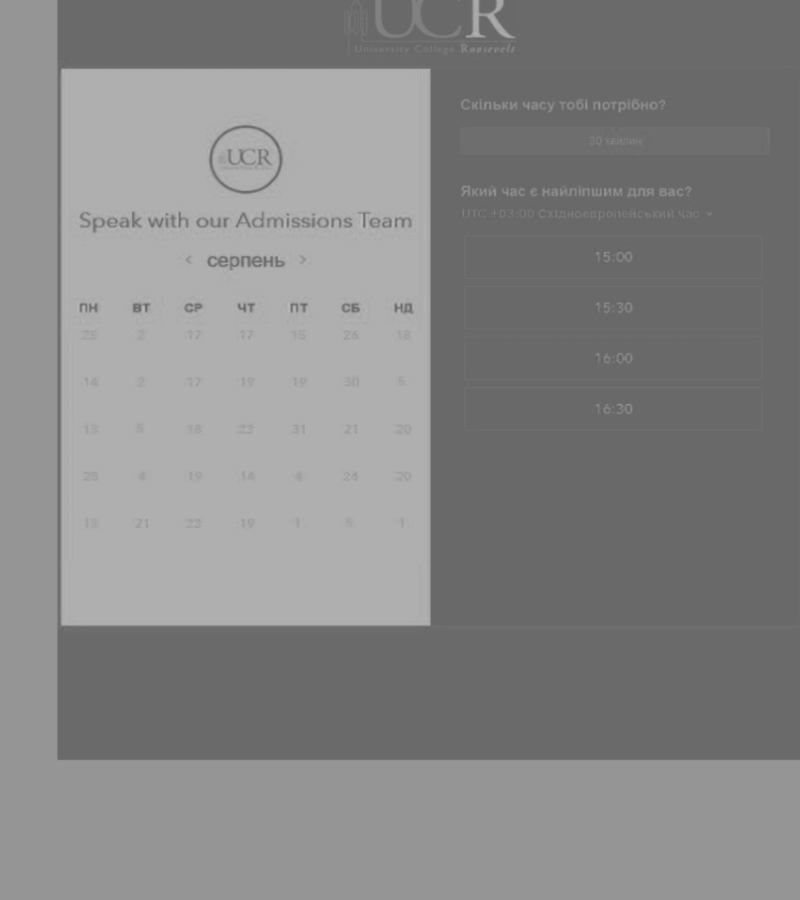 UCR
University College Roosevelt
UCR
Speak with our Admissions Team
< серпень >
ПН ВТ СР ЧТ ПТ СБ НД
25 2 17 17 15 26 18
14 2 17 19 19 30 5
13 5 18 22 31 21 20
25 4 19 14 4 24 20
13 21 22 19 1 5 1
Скільки часу тобі потрібно?
30 хвилин
Який час є найліпшим для вас?
UTC +03:00 Східноєвропейський час
15:00
15:30
16:00
16:30